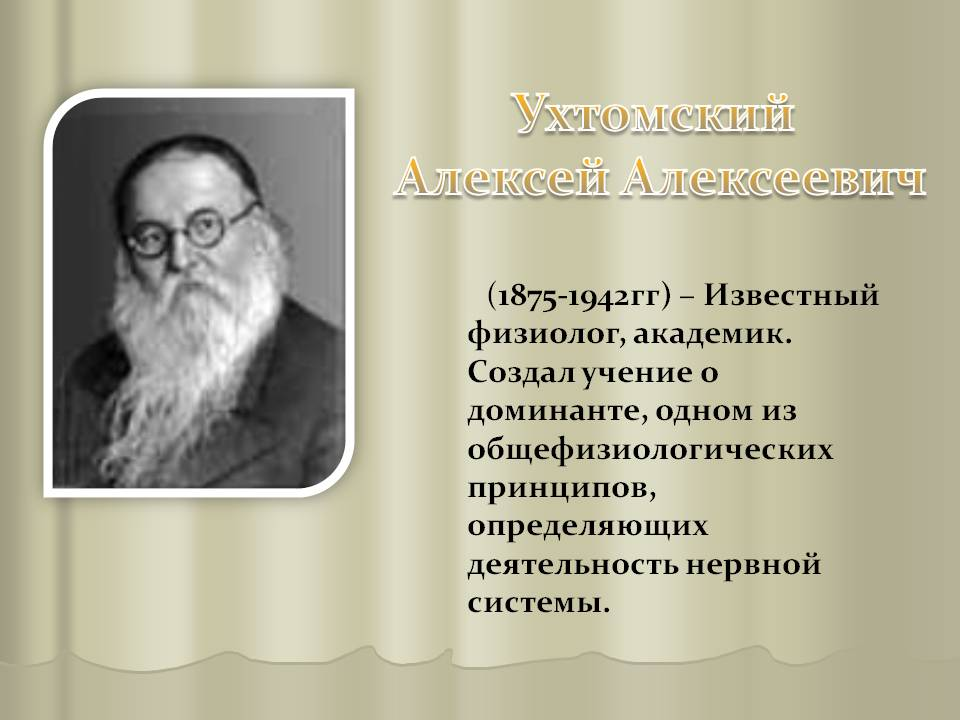 Ухтомский
Алексей Алексеевич
(1875-1942гг) – Известный
физиолог, академик.
Создал учение о
доминанте, одном из
общефизиологических
принципов,
определяющих
деятельность нервной
системы.